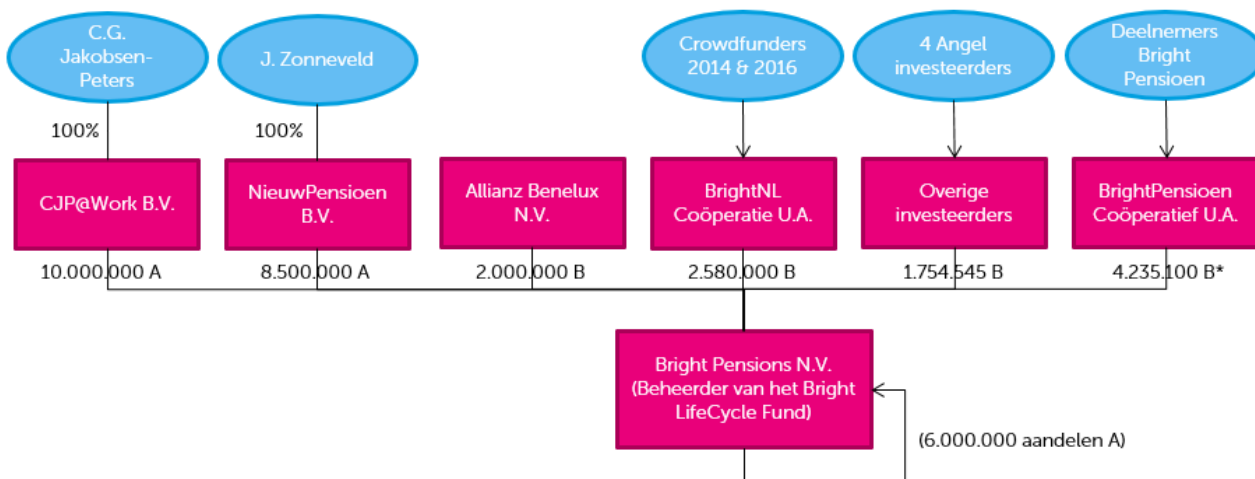 C.G.
Jakobsen-
Peters
J. Zonneveld
Crowdfunders
2014 & 2016
4 Angel
investeerders
Deelnemers
Bright
Pensioen
100%
100%
CJP@Work B.V.
NieuwPensioen
B.V.
Allianz Benelux
N.V.
BrightNL
Coöperatie U.A.
Overige
investeerders
BrightPensioen
Coöperatief U.A.
10.000.000 A
8.500.000 A
2.000.000 B
2.580.000 B
1.754.545 B
4.235.100 B*
Bright Pensions N.V.
(Beheerder van het Bright
LifeCycle Fund)
(6.000.000 aandelen A)